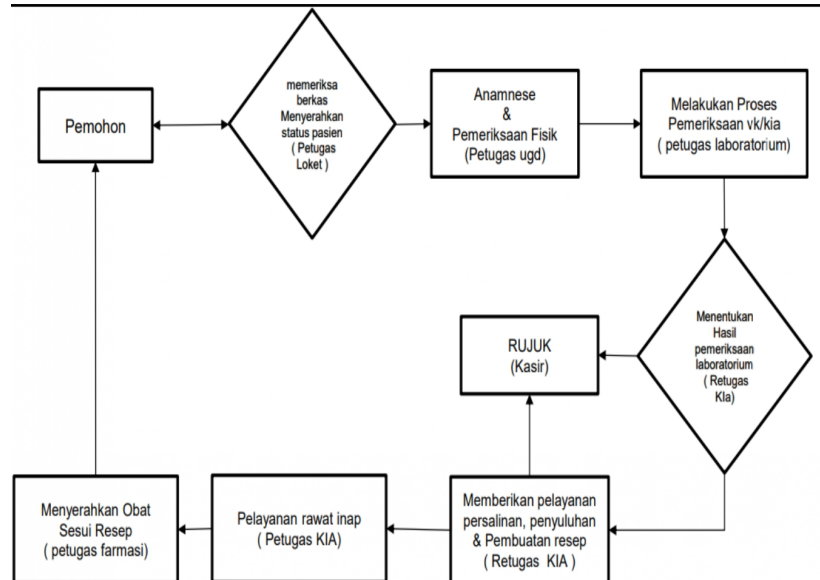 Pemohon
memeriksa
berkas
Menyerahkan
status pasien
( Petugas
Loket )
Anamnese
&
Pemeriksaan Fisik
(Petugas ugd)
Melakukan Proses
Pemeriksaan vk/kia
( petugas laboratorium)
Menentukan
Hasil
pemeriksaan
laboratorium
( Retugas
KIa)
RUJUK
(Kasir)
Memberikan pelayanan
persalinan, penyuluhan
& Pembuatan resep
( Retugas KIA )
Pelayanan rawat inap
( Petugas KIA)
Menyerahkan Obat
Sesui Resep
( petugas farmasi)